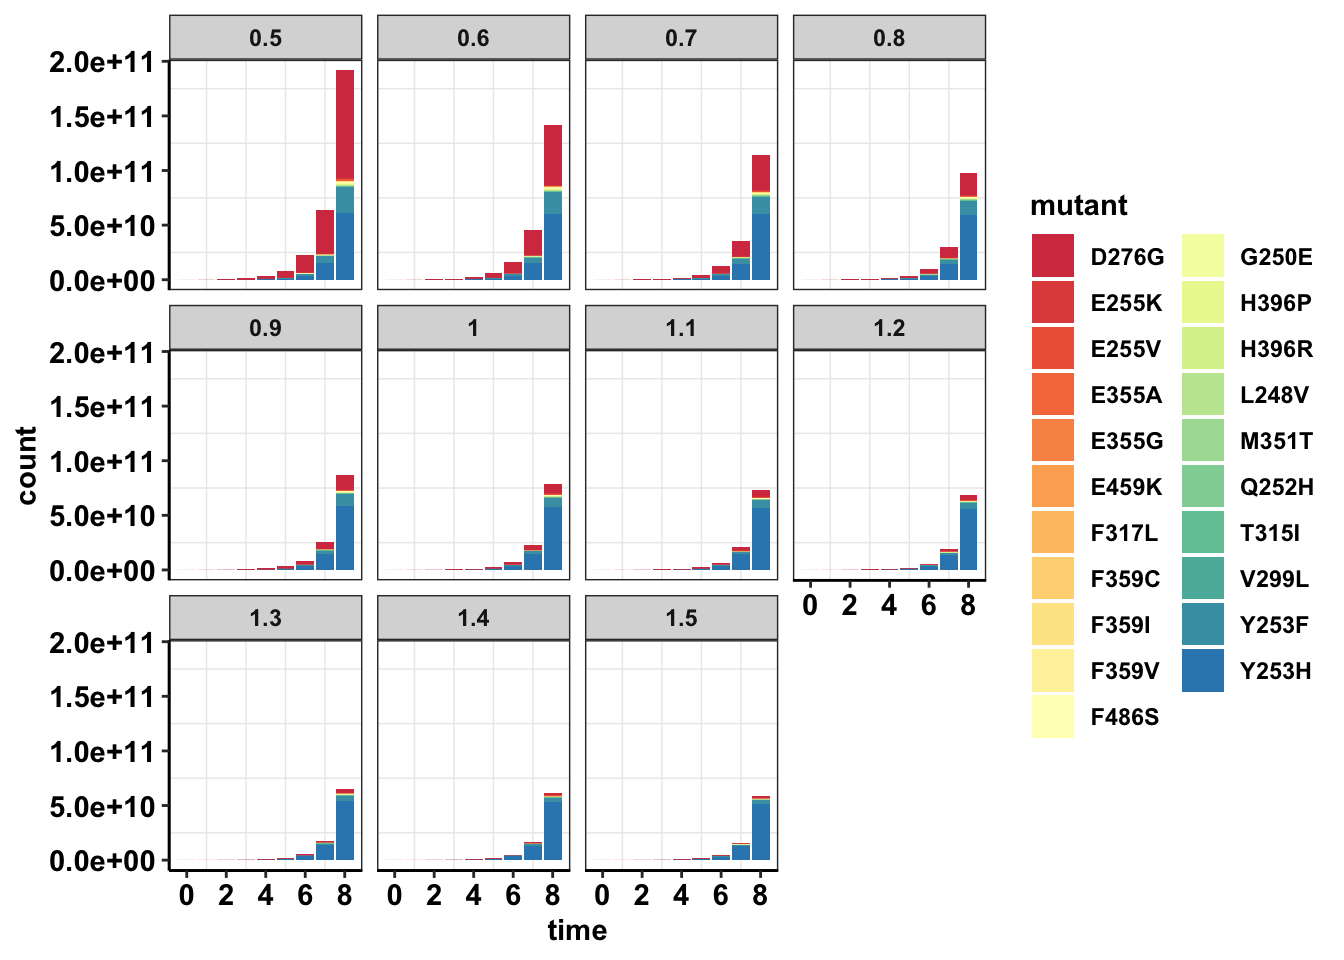 0.5 0.6 0.7 0.8
2.0e+11
1.5e+11
1.0e+11
5.0e+10
0.0e+00
0.9 1 1.1 1.2
2.0e+11
1.5e+11
1.0e+11
5.0e+10
0.0e+00
0 2 4 6 8
1.3 1.4 1.5
2.0e+11
1.5e+11
1.0e+11
5.0e+10
0.0e+00
0 2 4 6 8 0 2 4 6 8 0 2 4 6 8
time
count
mutant
D276G G250E
E255K H396P
E255V H396R
E355A L248V
E355G M351T
E459K Q252H
F317L T315I
F359C V299L
F359I Y253F
F359V Y253H
F486S